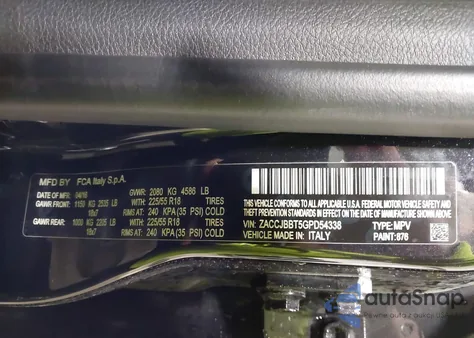 MFD BY FCA Italy S.p.A.
GVWR: 2080 KG 4586 LB
DATE OF MFG: 04/16 WITH 225/55 R18 TIRES
GAWR FRONT: 1150 KG 2535 LB RIMS AT: 240 KPA (35 PSI) COLD
18x7 WITH 225/55 R18 TIRES
GAWR REAR: 1000 KG 2205 LB RIMS AT: 240 KPA (35 PSI) COLD
18x7
THIS VEHICLE CONFORMS TO ALL APPLICABLE U.S.A. FEDERAL MOTOR VEHICLE SAFETY, BUMPER, AND
THEFT PREVENTION STANDARDS IN EFFECT ON THE DATE OF MANUFACTURE SHOWN ABOVE.
VIN: ZACCJBBT5GPD54338 TYPE: MPV
VEHICLE MADE IN: ITALY PAINT: 876
autoSnap